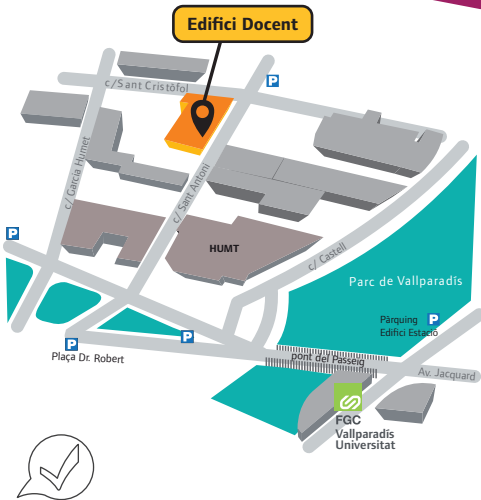 Edifici Docent
c/Sant Cristòfol
P
c/Garcia Humet
c/ Sant Antoni
P
HUMT
c/ Castell
Parc de Vallparadís
Pàrquing P
Edifici Estació
P
P
Plaça Dr. Robert
pont del Passeig
Av. Jacquard
FGC
Vallparadís
Universitat